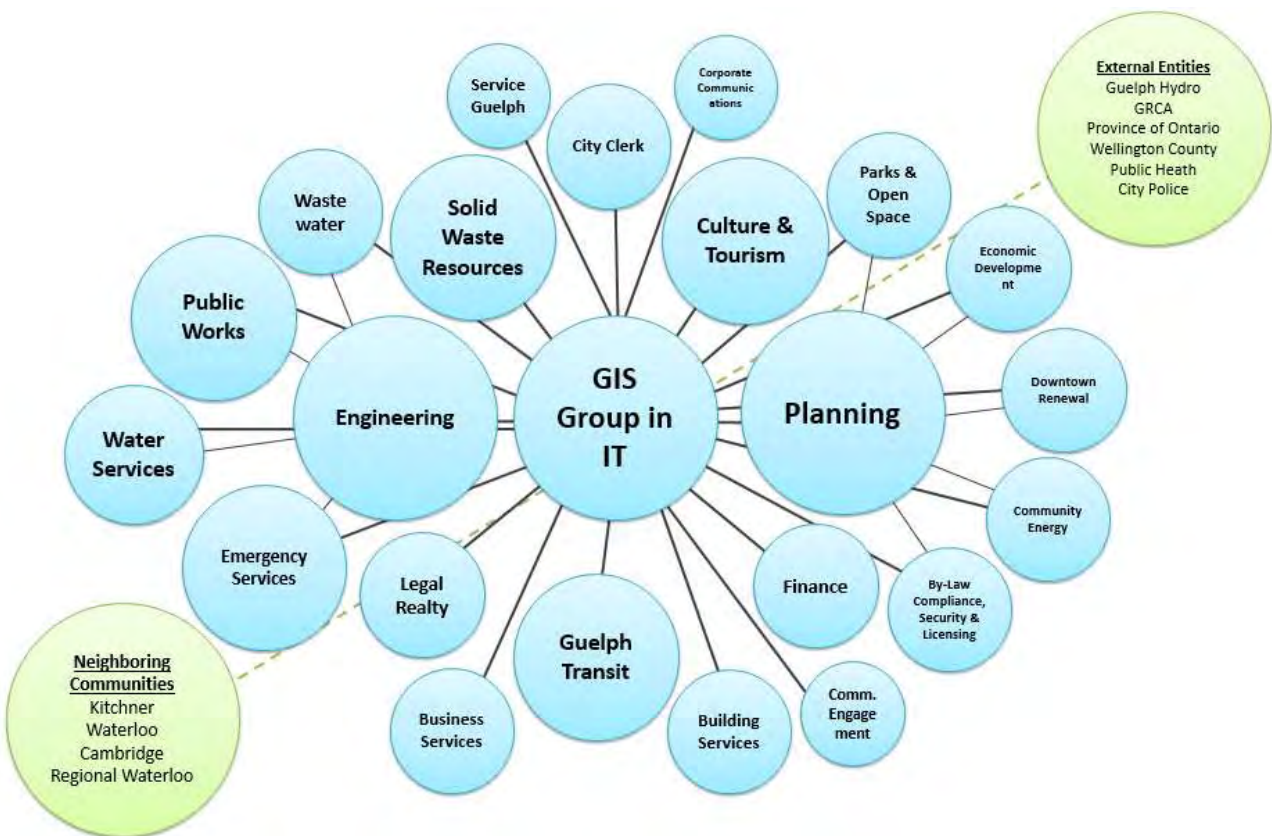 Service
Guelph
Corporate
Communic
ations
City Clerk
External Entities
Guelph Hydro
GRCA
Province of Ontario
Wellington County
Public Heath
City Police
Waste
water
Solid
Waste
Resources
Culture &
Tourism
Parks &
Open
Space
Economic
Developme
nt
Public
Works
Engineering
GIS
Group in
IT
Planning
Downtown
Renewal
Water
Services
Community
Energy
Emergency
Services
Legal
Realty
Finance
By-Law
Compliance,
Security &
Licensing
Guelph
Transit
Neighboring
Communities
Kitchner
Waterloo
Cambridge
Regional Waterloo
Business
Services
Building
Services
Comm.
Engage
ment